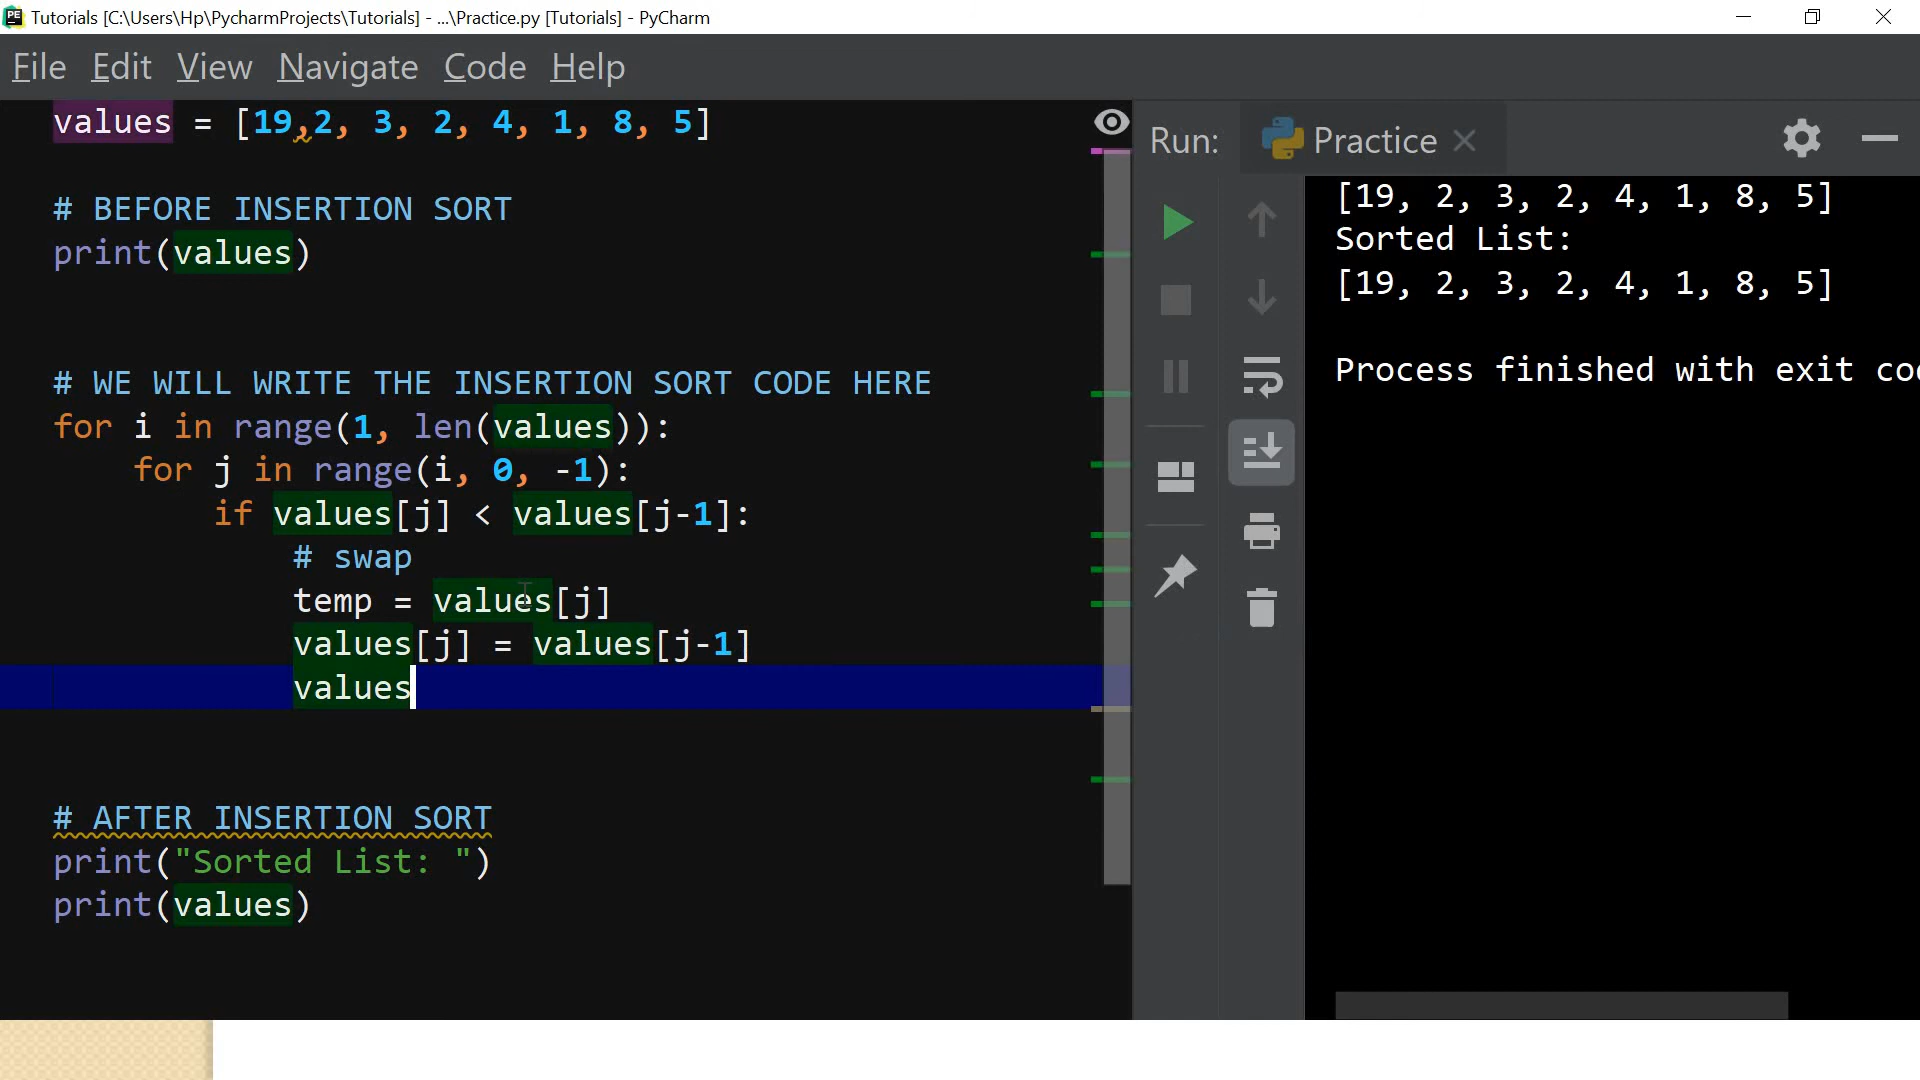 Tutorials [C:\Users\Hp\PycharmProjects\Tutorials] - ...\Practice.py [Tutorials] - PyCharm
File Edit View Navigate Code Help
values = [19,2, 3, 2, 4, 1, 8, 5]
# BEFORE INSERTION SORT
print(values)
# WE WILL WRITE THE INSERTION SORT CODE HERE
for i in range(1, len(values)):
for j in range(i, 0, -1):
if values[j] < values[j-1]:
# swap
temp = values[j]
values[j] = values[j-1]
values
# AFTER INSERTION SORT
print("Sorted List: ")
print(values)
Run: Practice
[19, 2, 3, 2, 4, 1, 8, 5]
Sorted List:
[19, 2, 3, 2, 4, 1, 8, 5]
Process finished with exit co